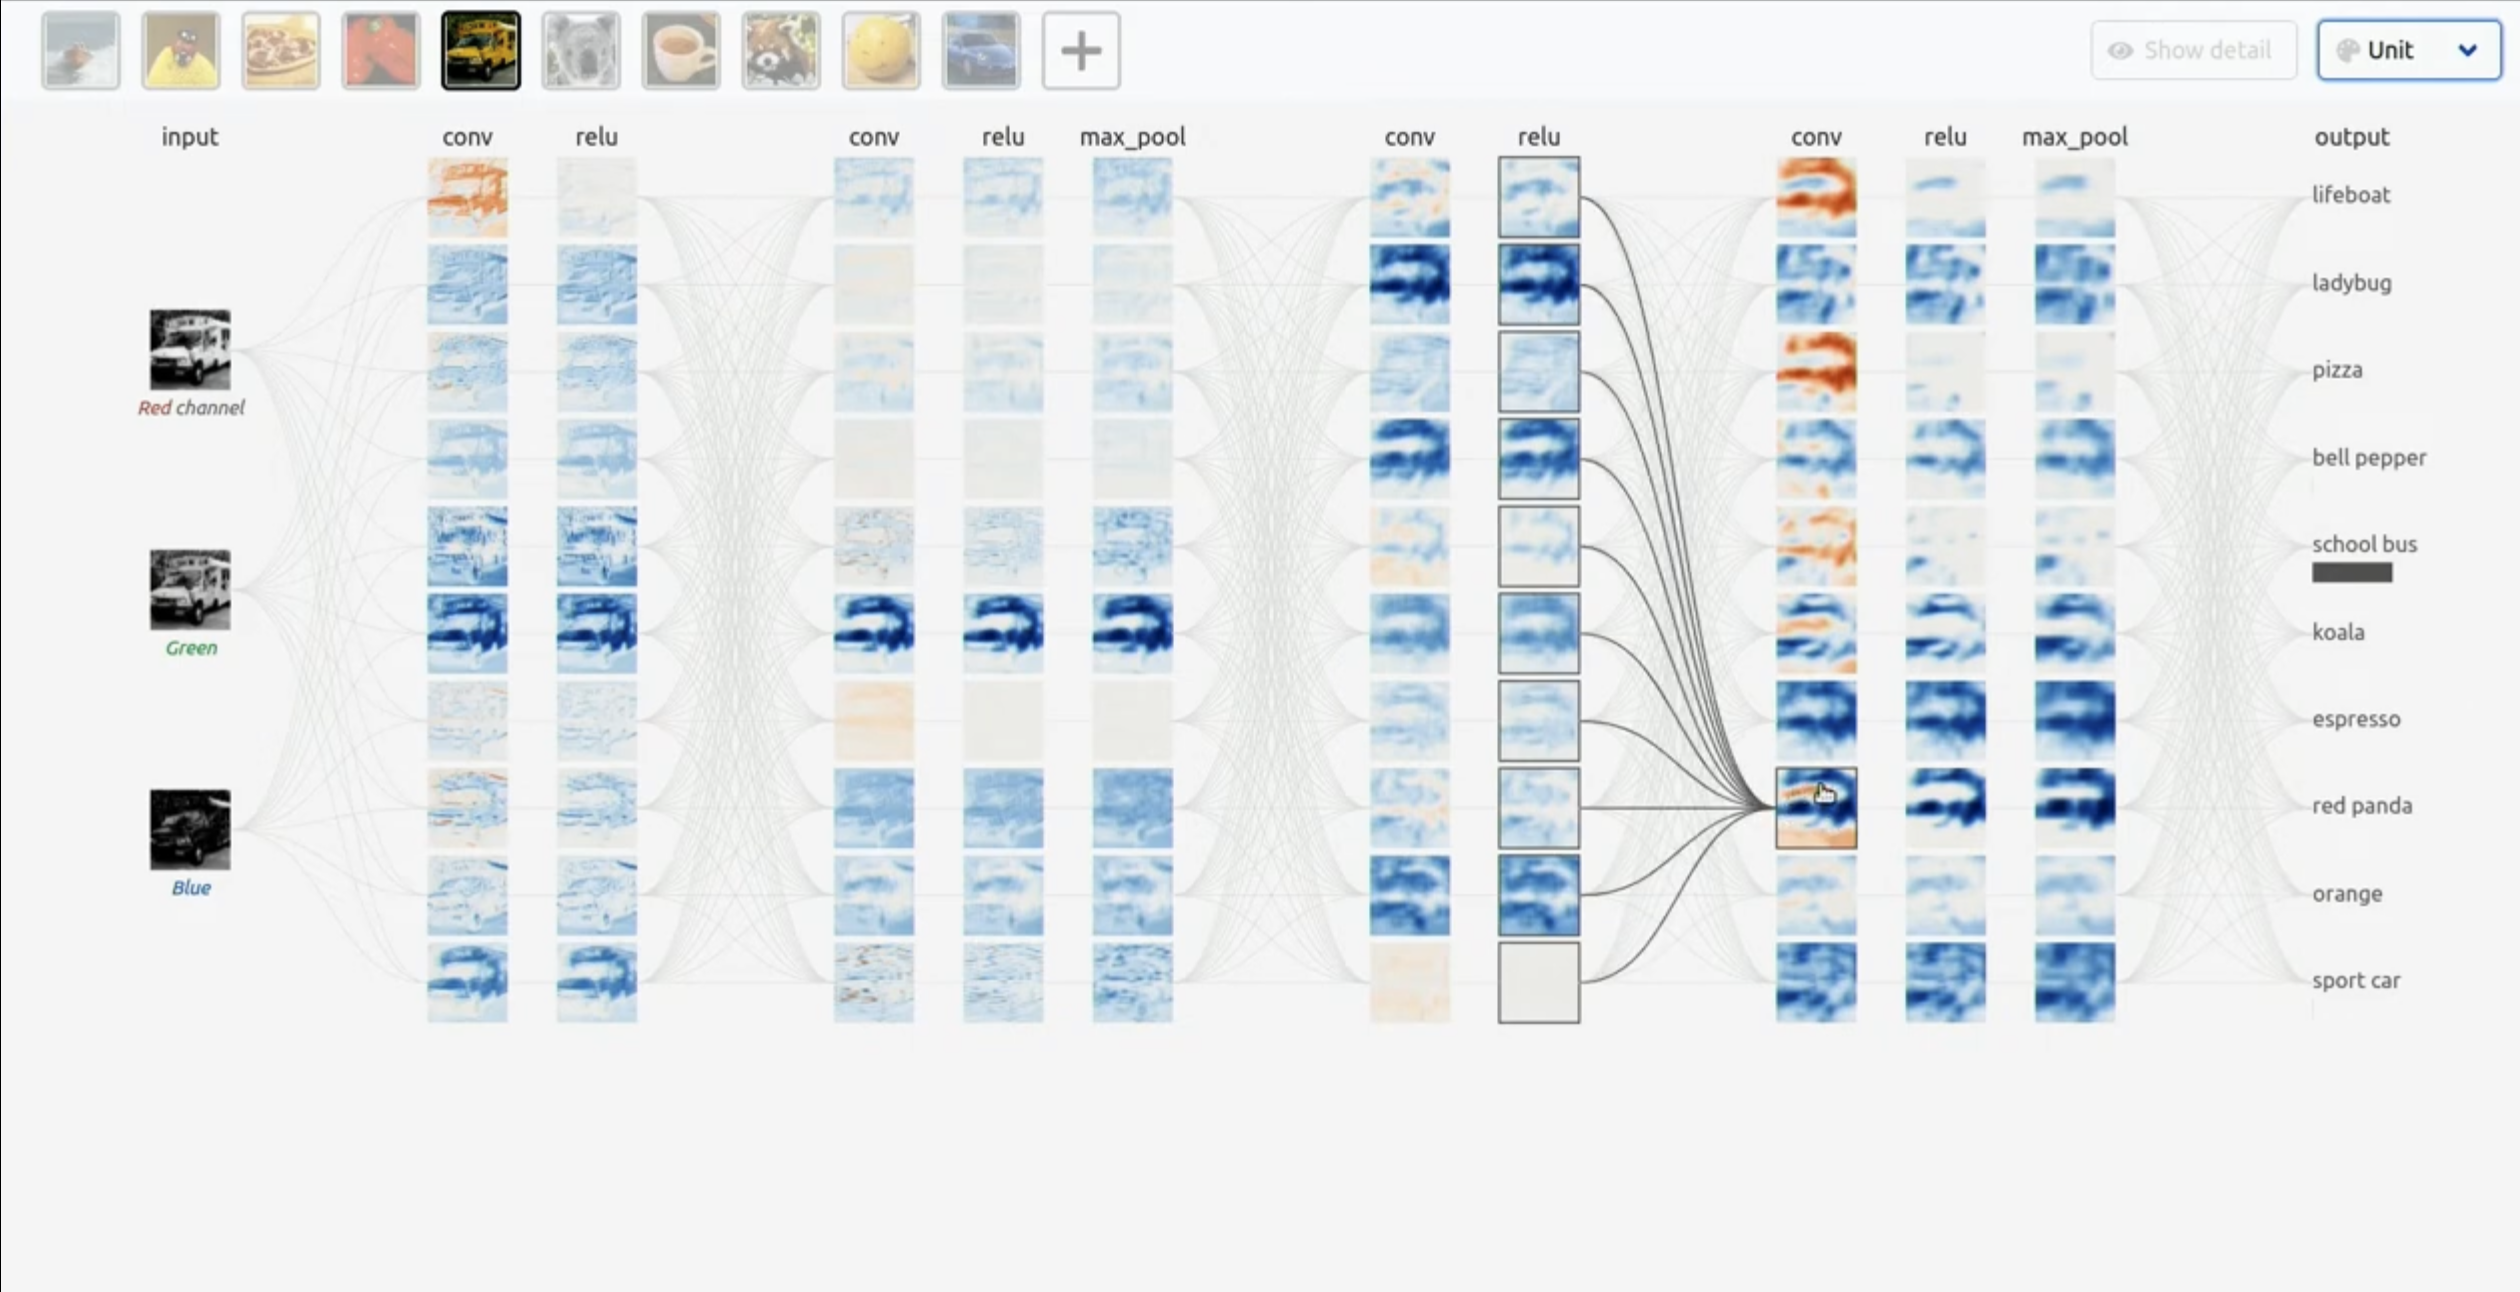 Show detail
Unit
input
conv
relu
conv
relu
max_pool
conv
relu
conv
relu
max_pool
output
Red channel
Green
Blue
lifeboat
ladybug
pizza
bell pepper
school bus
koala
espresso
red panda
orange
sport car